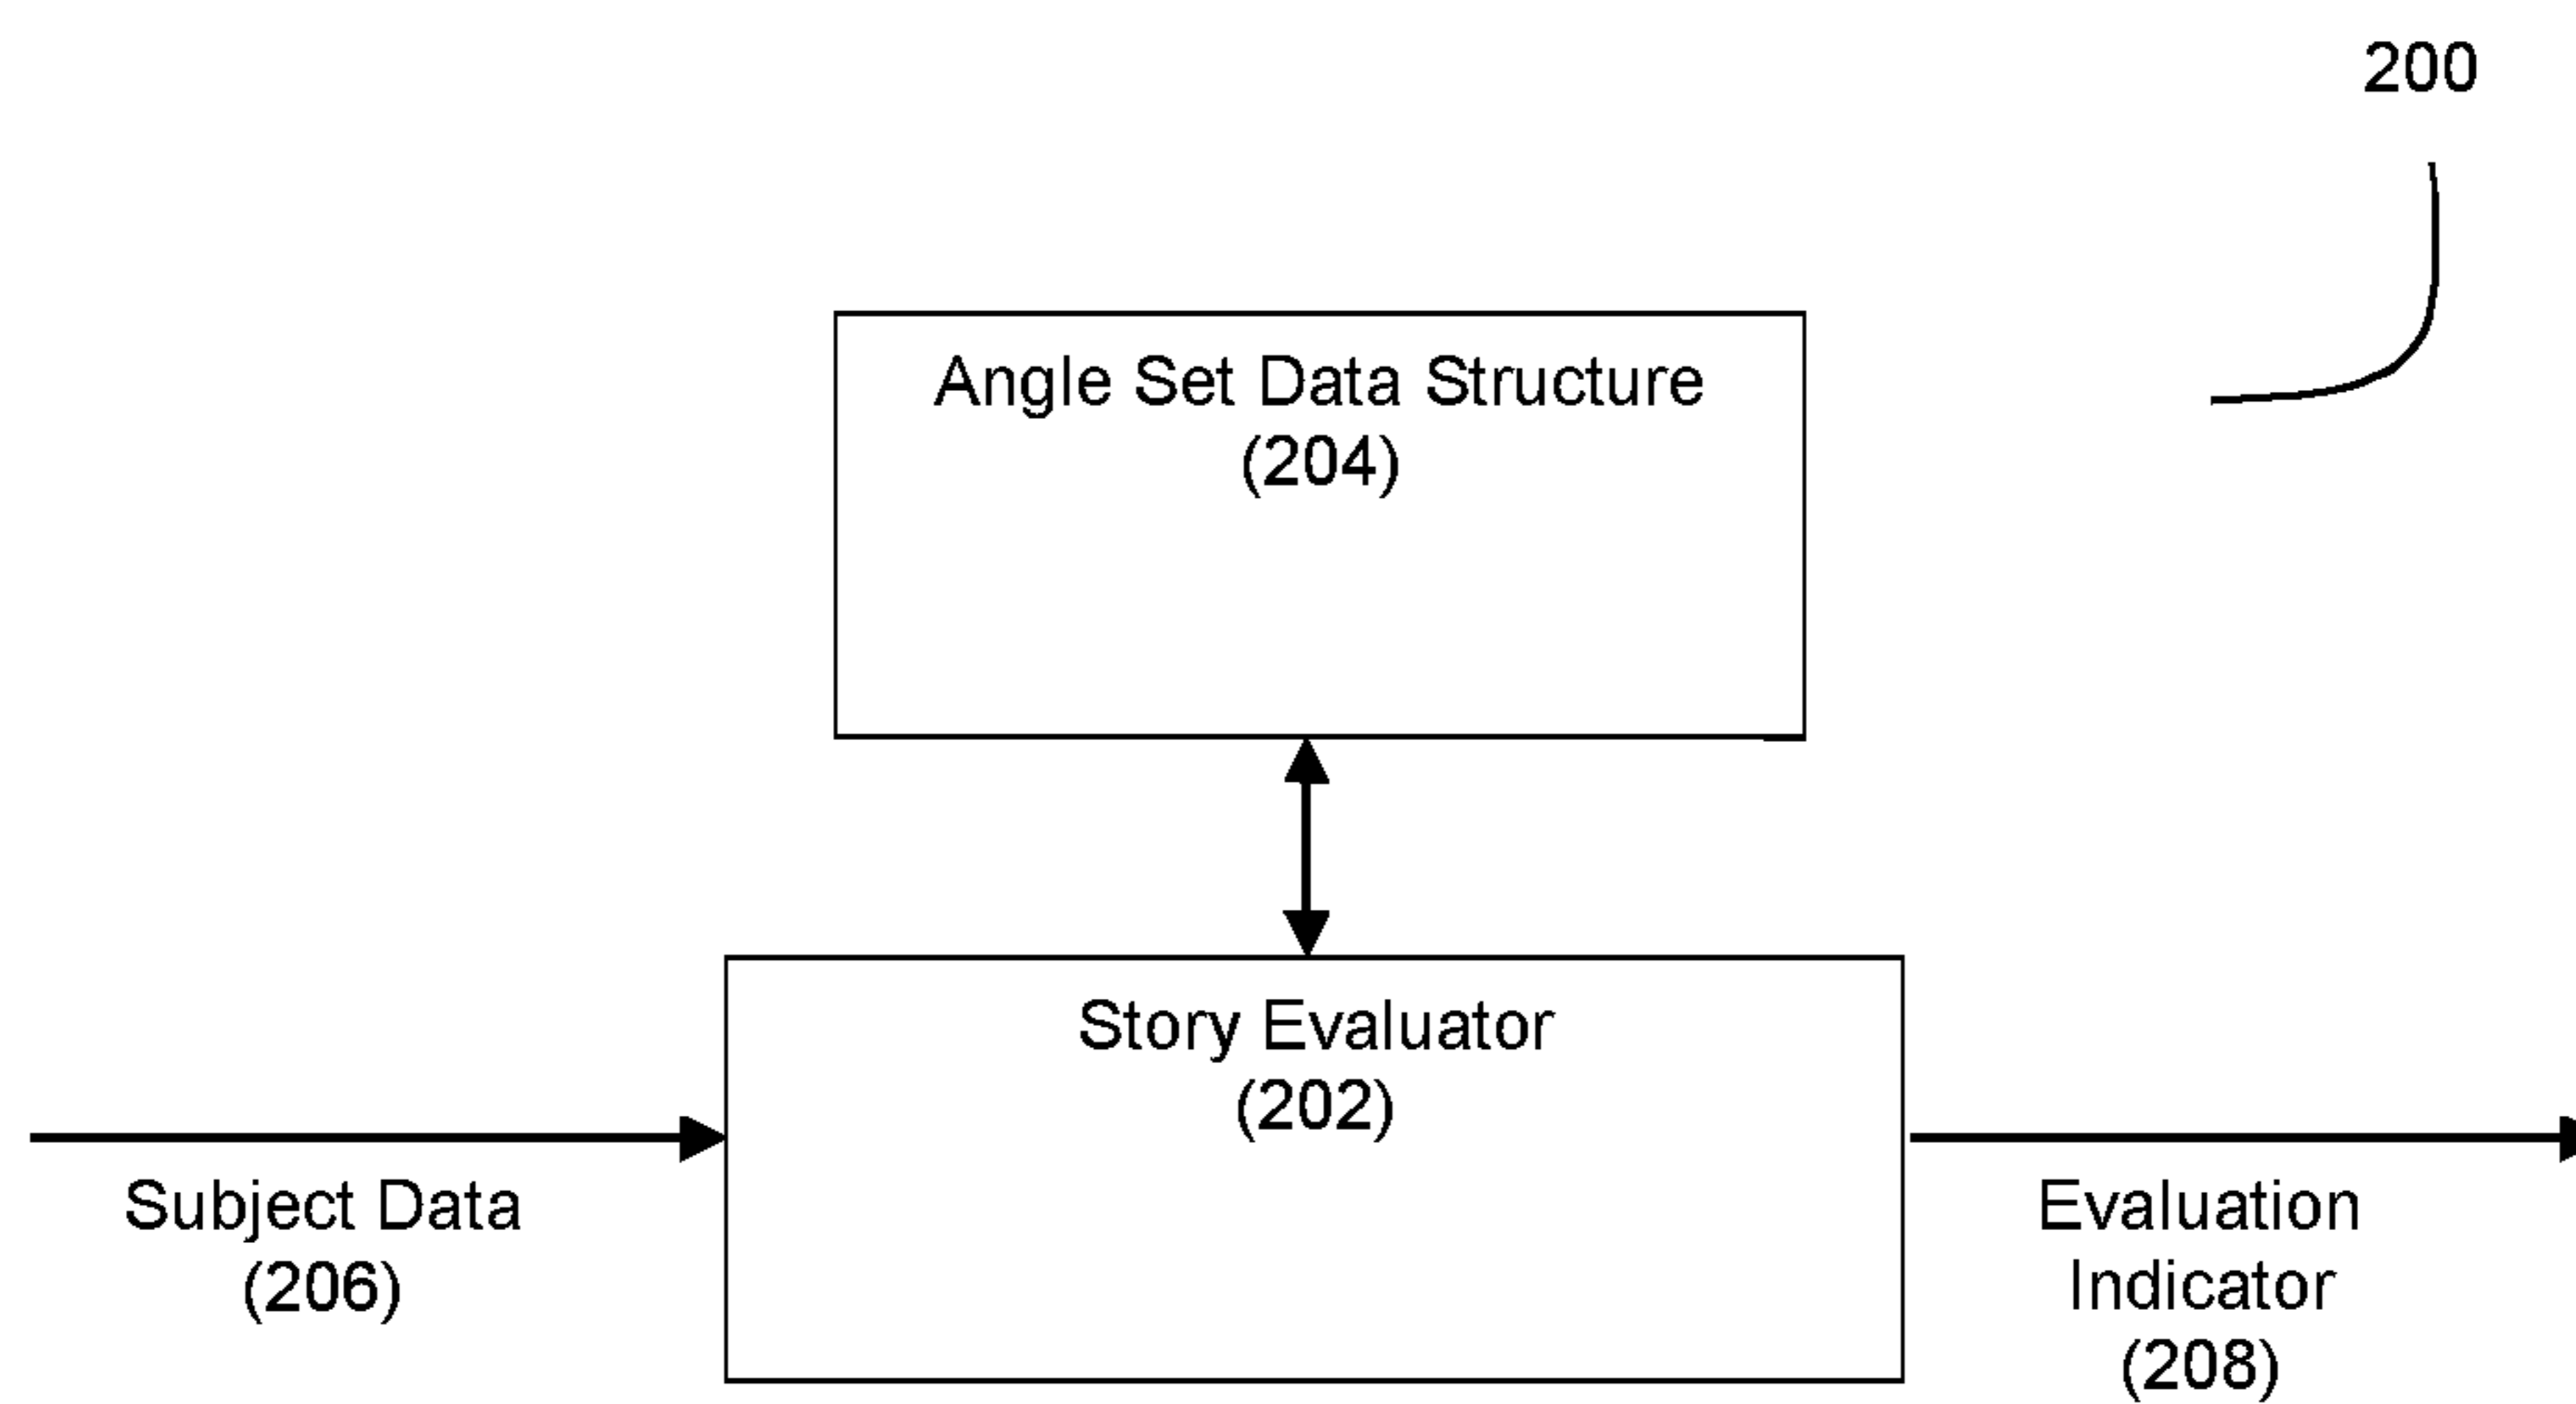 200
Angle Set Data Structure
(204)
Story Evaluator
(202)
Subject Data
(206)
Evaluation
Indicator
(208)